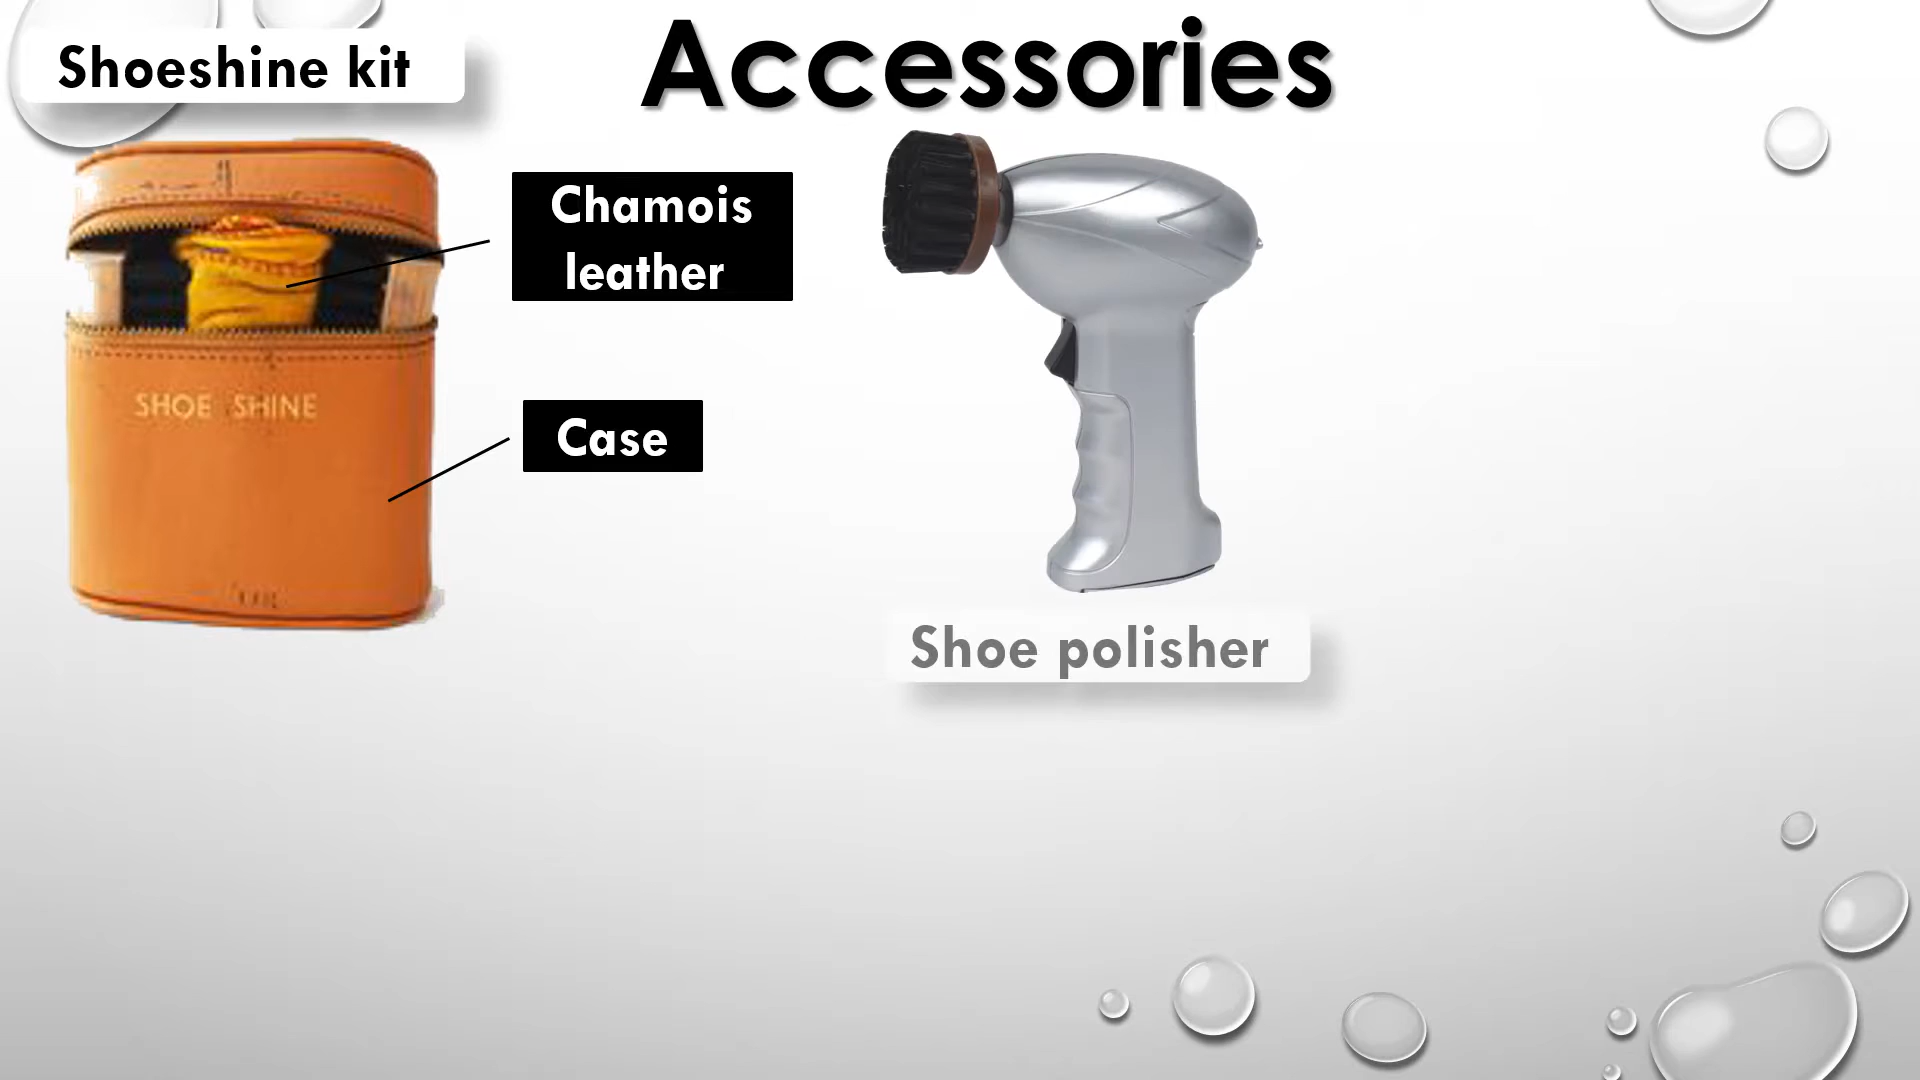 Accessories
Shoeshine kit
Chamois
leather
SHOE SHINE
Case
Shoe polisher